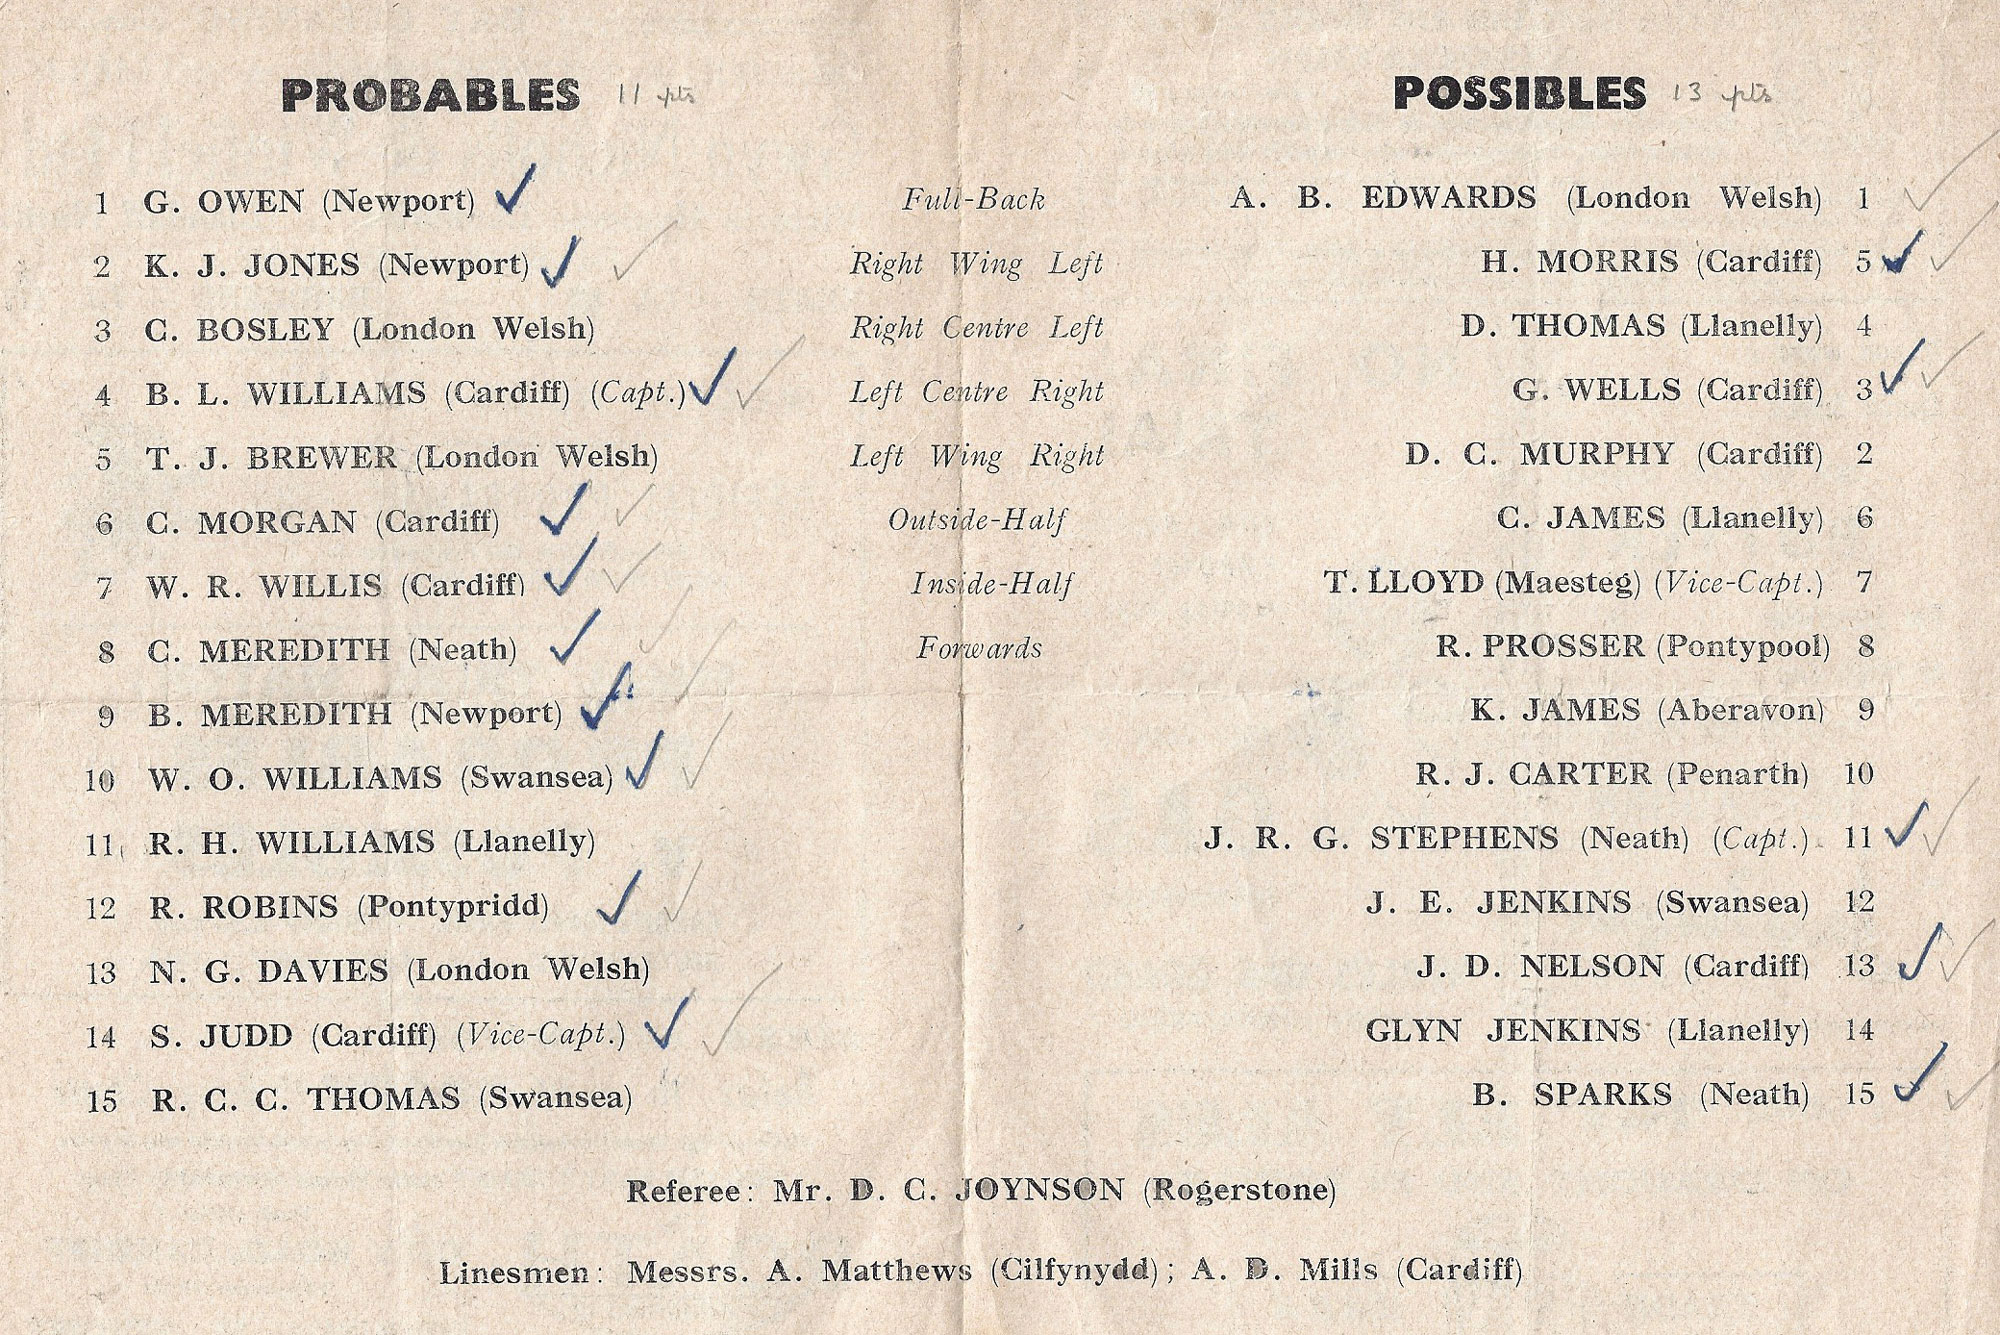 PROBABLES 11 pts
POSSIBLES 13 pts
1 G. OWEN (Newport) ✓ Full-Back A. B. EDWARDS (London Welsh) 1 ✓
2 K. J. JONES (Newport) ✓ ✓ Right Wing Left H. MORRIS (Cardiff) 5 ✓ ✓
3 C. BOSLEY (London Welsh) Right Centre Left D. THOMAS (Llanelly) 4
4 B. L. WILLIAMS (Cardiff) (Capt.) ✓ ✓ Left Centre Right G. WELLS (Cardiff) 3 ✓ ✓
5 T. J. BREWER (London Welsh) Left Wing Right D. C. MURPHY (Cardiff) 2
6 C. MORGAN (Cardiff) ✓ ✓ Outside-Half C. JAMES (Llanelly) 6
7 W. R. WILLIS (Cardiff) ✓ ✓ Inside-Half T. LLOYD (Maesteg) (Vice-Capt.) 7
8 C. MEREDITH (Neath) ✓ ✓ Forwards R. PROSSER (Pontypool) 8
9 B. MEREDITH (Newport) ✓ ✓ K. JAMES (Aberavon) 9
10 W. O. WILLIAMS (Swansea) ✓ ✓ R. J. CARTER (Penarth) 10
11 R. H. WILLIAMS (Llanelly) J. R. G. STEPHENS (Neath) (Capt.) 11 ✓ ✓
12 R. ROBINS (Pontypridd) ✓ ✓ J. E. JENKINS (Swansea) 12
13 N. G. DAVIES (London Welsh) J. D. NELSON (Cardiff) 13 ✓ ✓
14 S. JUDD (Cardiff) (Vice-Capt.) ✓ ✓ GLYN JENKINS (Llanelly) 14
15 R. C. C. THOMAS (Swansea) B. SPARKS (Neath) 15 ✓ ✓
Referee: Mr. D. C. JOYNSON (Rogerstone)
Linesmen: Messrs. A. Matthews (Cilfynydd); A. D. Mills (Cardiff)